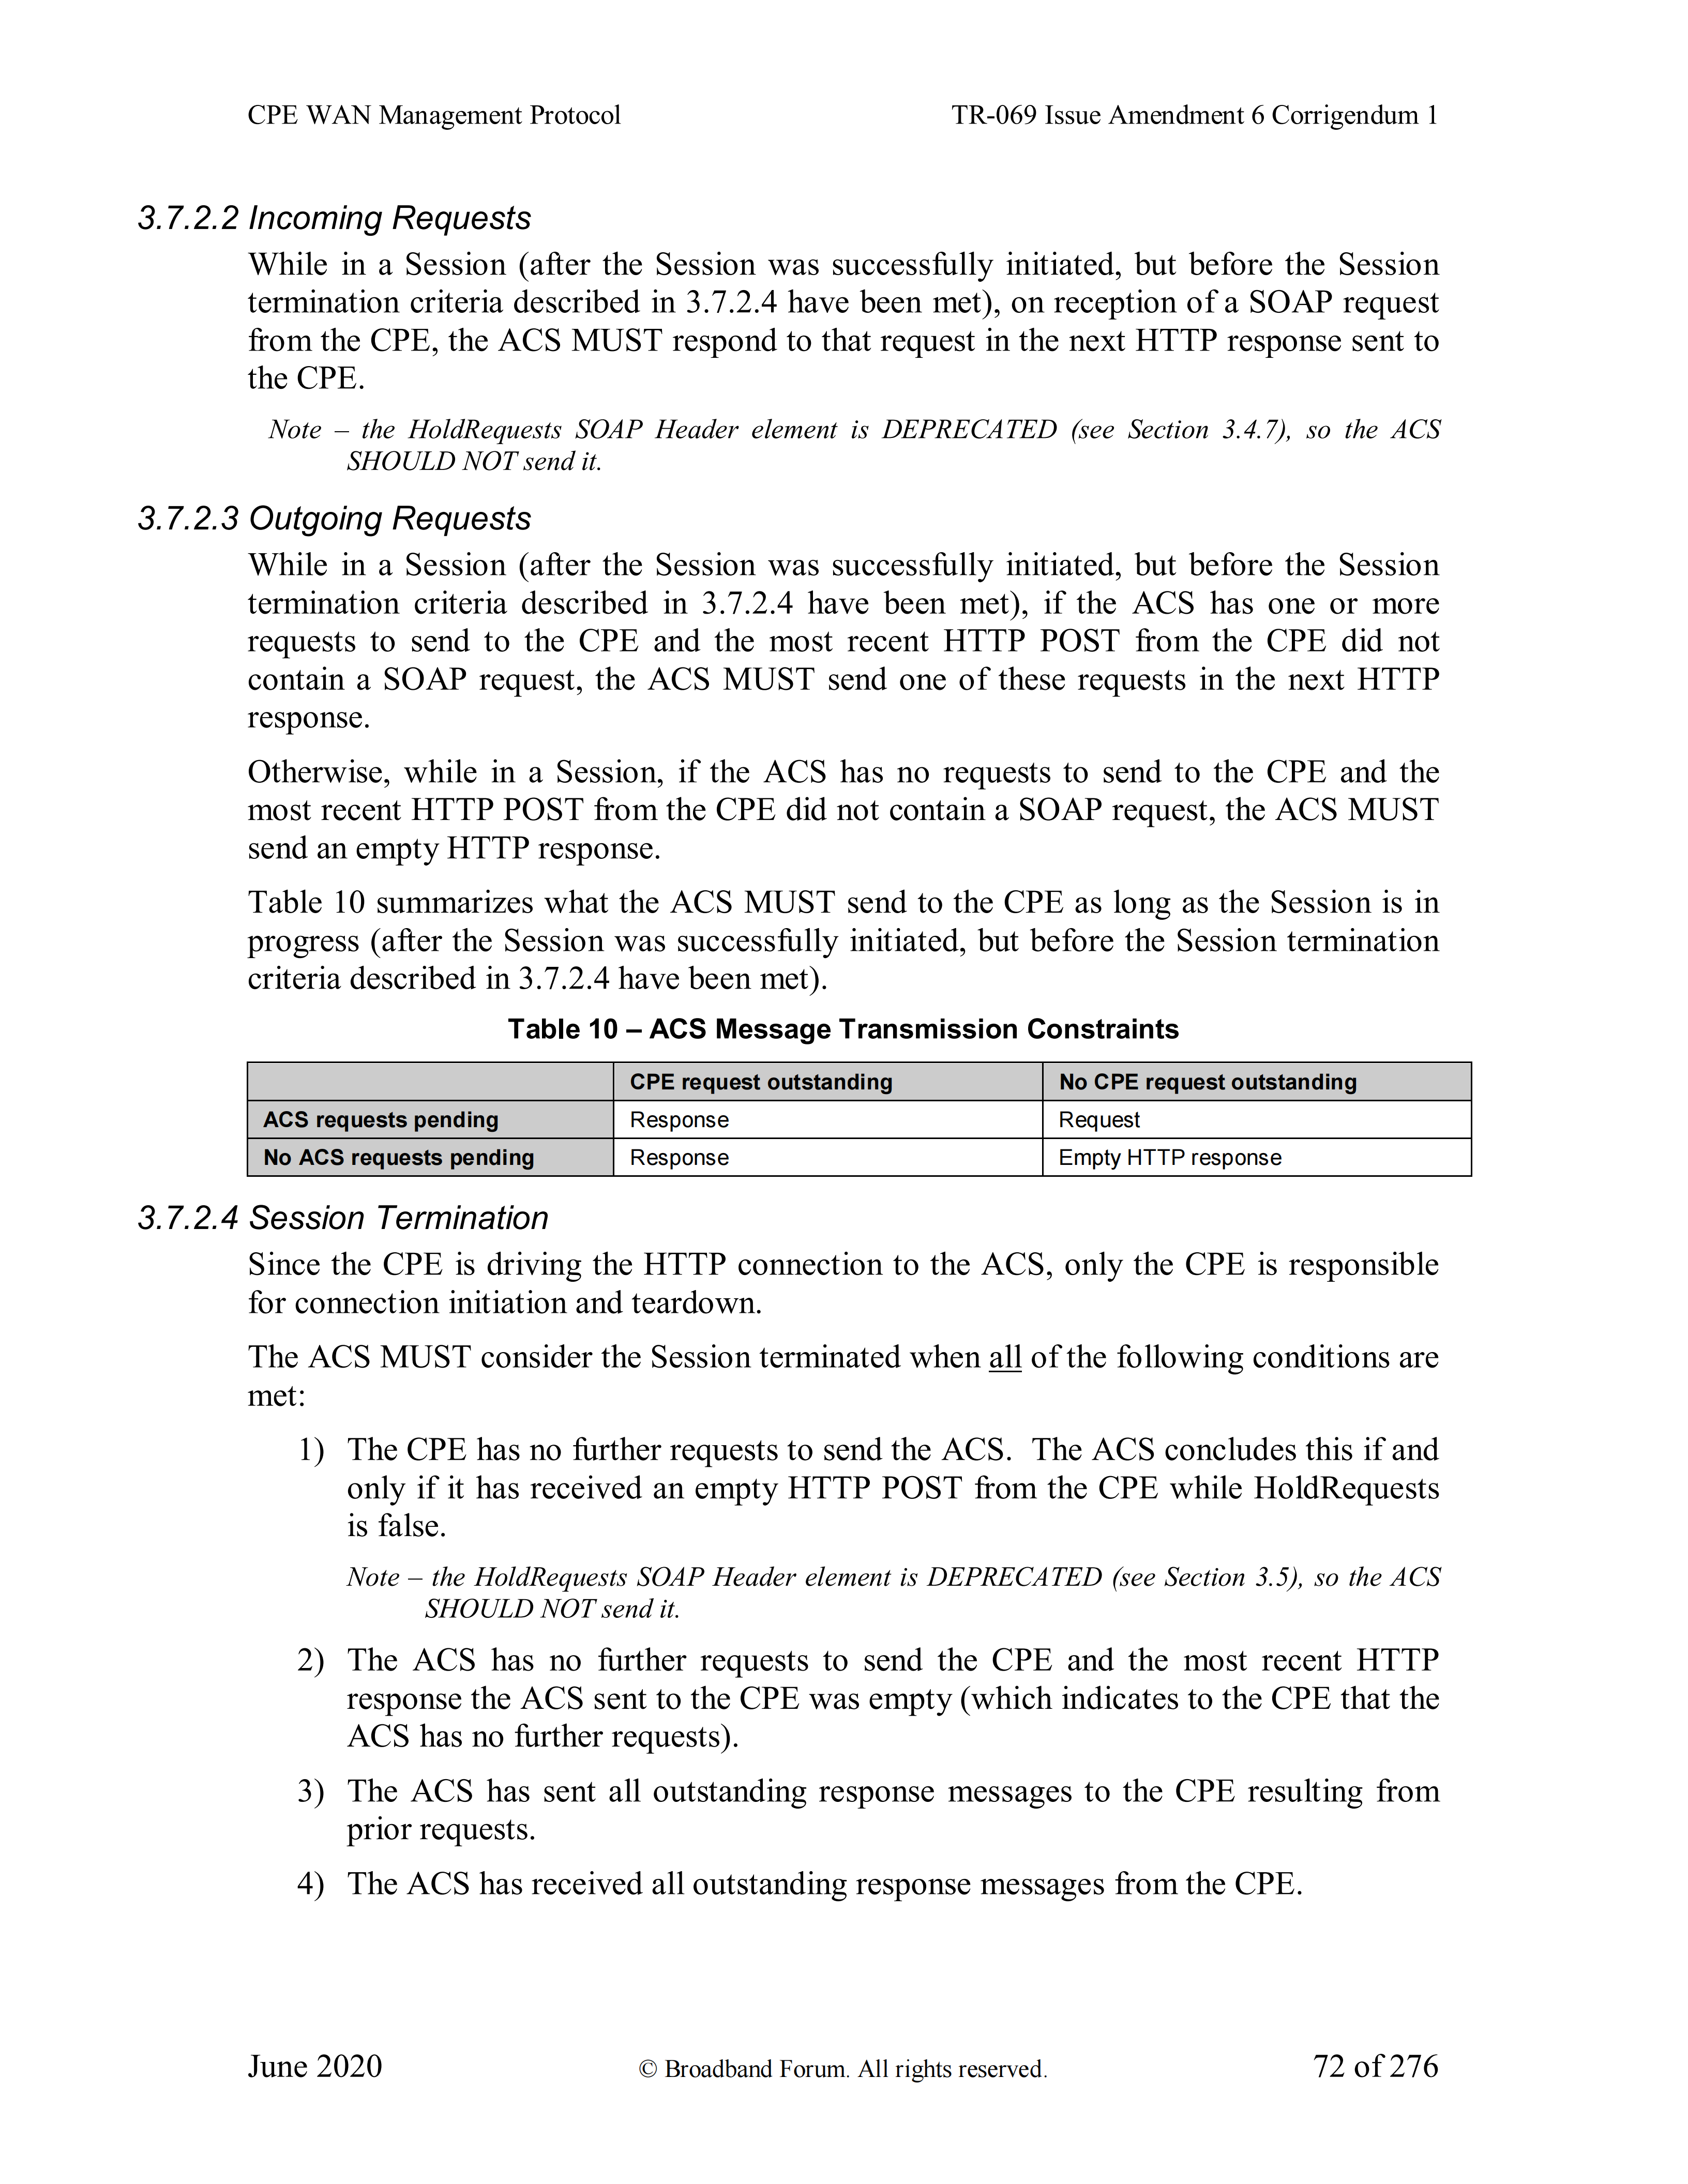 CPE WAN Management Protocol TR-069 Issue Amendment 6 Corrigendum 1
3.7.2.2 Incoming Requests
While in a Session (after the Session was successfully initiated, but before the Session
termination criteria described in 3.7.2.4 have been met), on reception of a SOAP request
from the CPE, the ACS MUST respond to that request in the next HTTP response sent to
the CPE.
Note – the HoldRequests SOAP Header element is DEPRECATED (see Section 3.4.7), so the ACS
SHOULD NOT send it.
3.7.2.3 Outgoing Requests
While in a Session (after the Session was successfully initiated, but before the Session
termination criteria described in 3.7.2.4 have been met), if the ACS has one or more
requests to send to the CPE and the most recent HTTP POST from the CPE did not
contain a SOAP request, the ACS MUST send one of these requests in the next HTTP
response.
Otherwise, while in a Session, if the ACS has no requests to send to the CPE and the
most recent HTTP POST from the CPE did not contain a SOAP request, the ACS MUST
send an empty HTTP response.
Table 10 summarizes what the ACS MUST send to the CPE as long as the Session is in
progress (after the Session was successfully initiated, but before the Session termination
criteria described in 3.7.2.4 have been met).
Table 10 – ACS Message Transmission Constraints
CPE request outstanding No CPE request outstanding
ACS requests pending Response Request
No ACS requests pending Response Empty HTTP response
3.7.2.4 Session Termination
Since the CPE is driving the HTTP connection to the ACS, only the CPE is responsible
for connection initiation and teardown.
The ACS MUST consider the Session terminated when all of the following conditions are
met:
1) The CPE has no further requests to send the ACS. The ACS concludes this if and
only if it has received an empty HTTP POST from the CPE while HoldRequests
is false.
Note – the HoldRequests SOAP Header element is DEPRECATED (see Section 3.5), so the ACS
SHOULD NOT send it.
2) The ACS has no further requests to send the CPE and the most recent HTTP
response the ACS sent to the CPE was empty (which indicates to the CPE that the
ACS has no further requests).
3) The ACS has sent all outstanding response messages to the CPE resulting from
prior requests.
4) The ACS has received all outstanding response messages from the CPE.
June 2020 © Broadband Forum. All rights reserved. 72 of 276